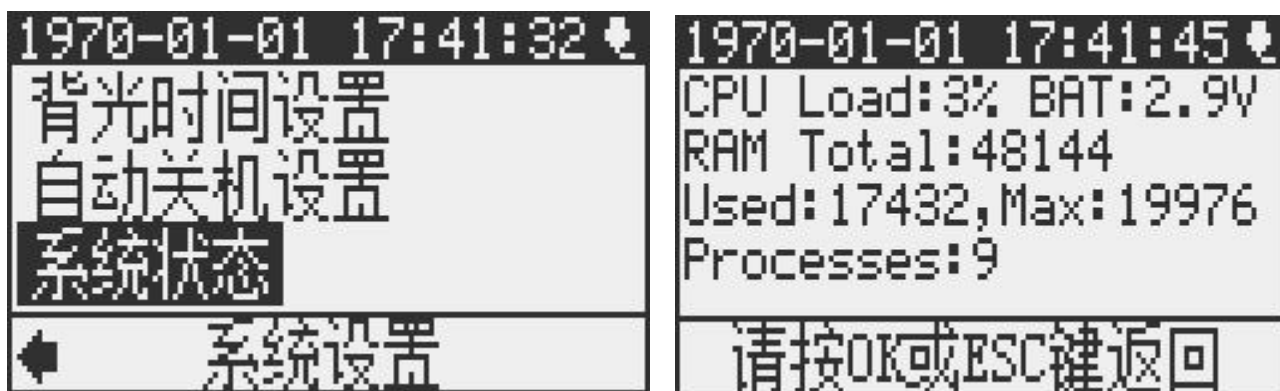 1970-01-01 17:41:32
背光时间设置
自动关机设置
系统状态
系统设置
1970-01-01 17:41:45
CPU Load:3% BAT:2.9V
RAM Total:48144
Used:17432,Max:19976
Processes:9
请按OK或ESC键返回